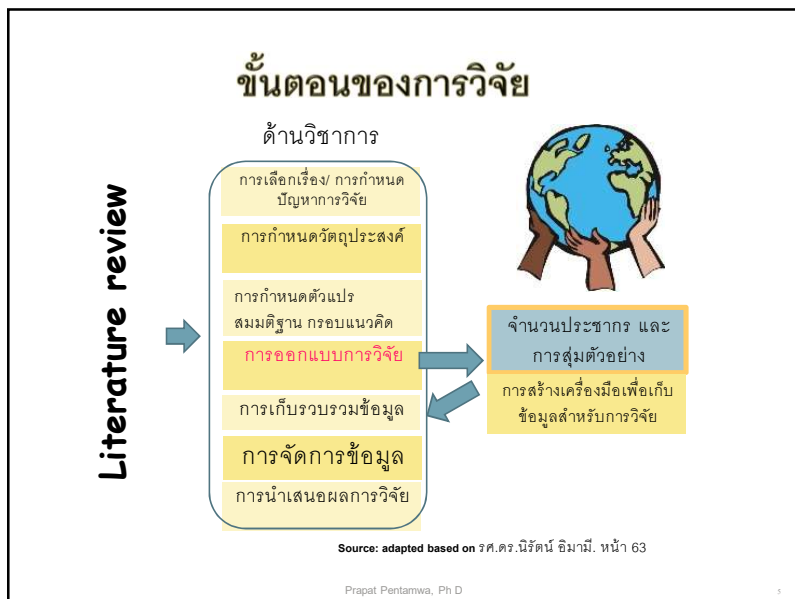 ขั้นตอนของการวิจัย
ด้านวิชาการ
Literature review
การเลือกเรื่อง/ การกำหนด
ปัญหาการวิจัย
การกำหนดวัตถุประสงค์
การกำหนดตัวแปร
สมมติฐาน กรอบแนวคิด
การออกแบบการวิจัย
การเก็บรวบรวมข้อมูล
การจัดการข้อมูล
การนำเสนอผลการวิจัย
จำนวนประชากร และ
การสุ่มตัวอย่าง
การสร้างเครื่องมือเพื่อเก็บ
ข้อมูลสำหรับการวิจัย
Source: adapted based on รศ.ดร.นิรัตน์ อิมามี. หน้า 63
Prapat Pentamwa, Ph D
5